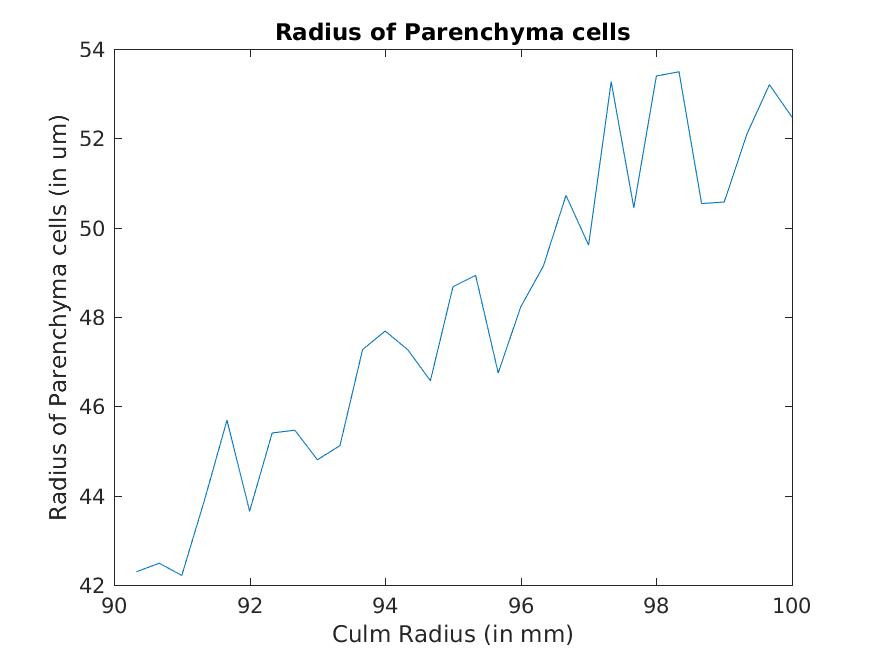 Radius of Parenchyma cells
54
52
50
48
46
44
42
Radius of Parenchyma cells (in um)
90 92 94 96 98 100
Culm Radius (in mm)